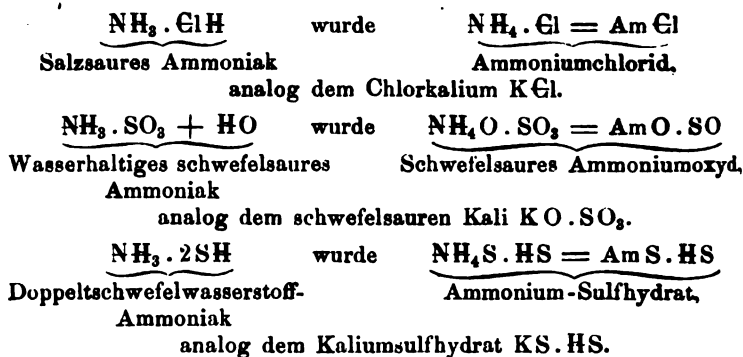 NH₃ . ClH wurde NH₄ . Cl = Am Cl
Salzsaures Ammoniak Ammoniumchlorid,
analog dem Chlorkalium KCl.
NH₃ . SO₃ + HO wurde NH₄O . SO₃ = AmO . SO
Wasserhaltiges schwefelsaures Schwefelsaures Ammoniumoxyd,
Ammoniak
analog dem schwefelsauren Kali KO . SO₃.
NH₃ . 2SH wurde NH₄S . HS = AmS . HS
Doppeltschwefelwasserstoff- Ammonium-Sulfhydrat,
Ammoniak
analog dem Kaliumsulfhydrat KS . HS.